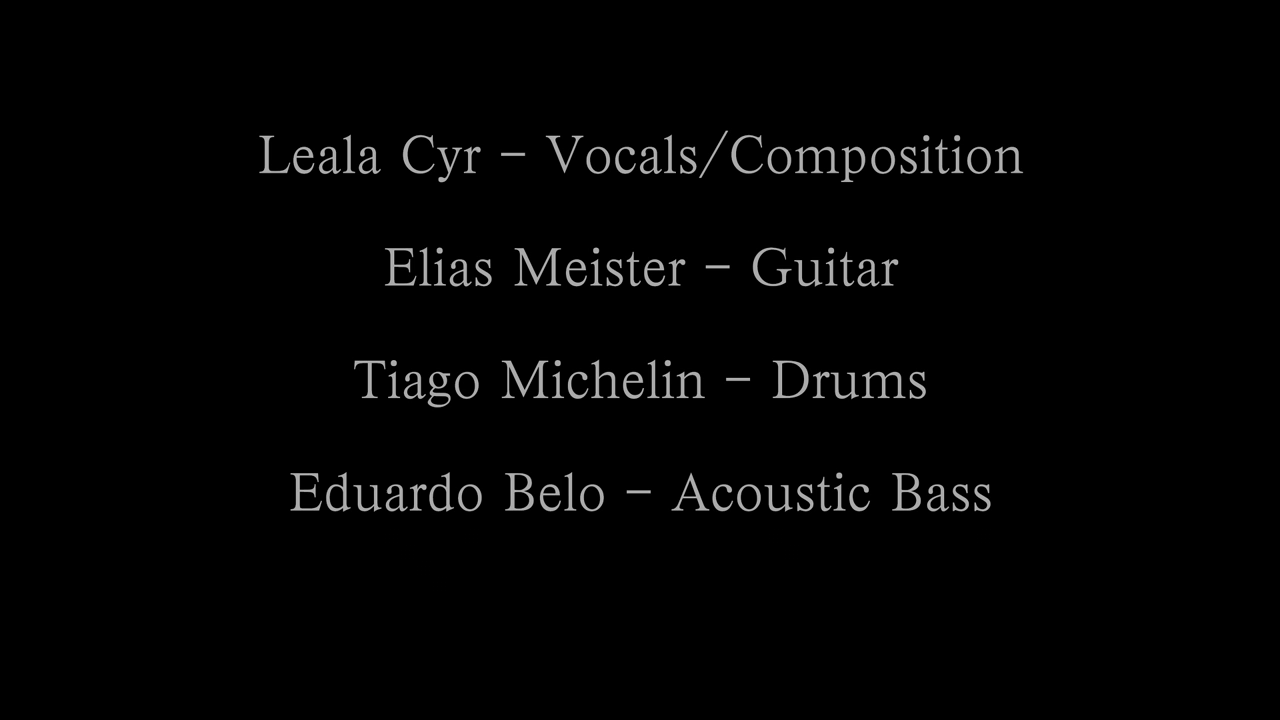 Leala Cyr - Vocals/Composition
Elias Meister - Guitar
Tiago Michelin - Drums
Eduardo Belo - Acoustic Bass